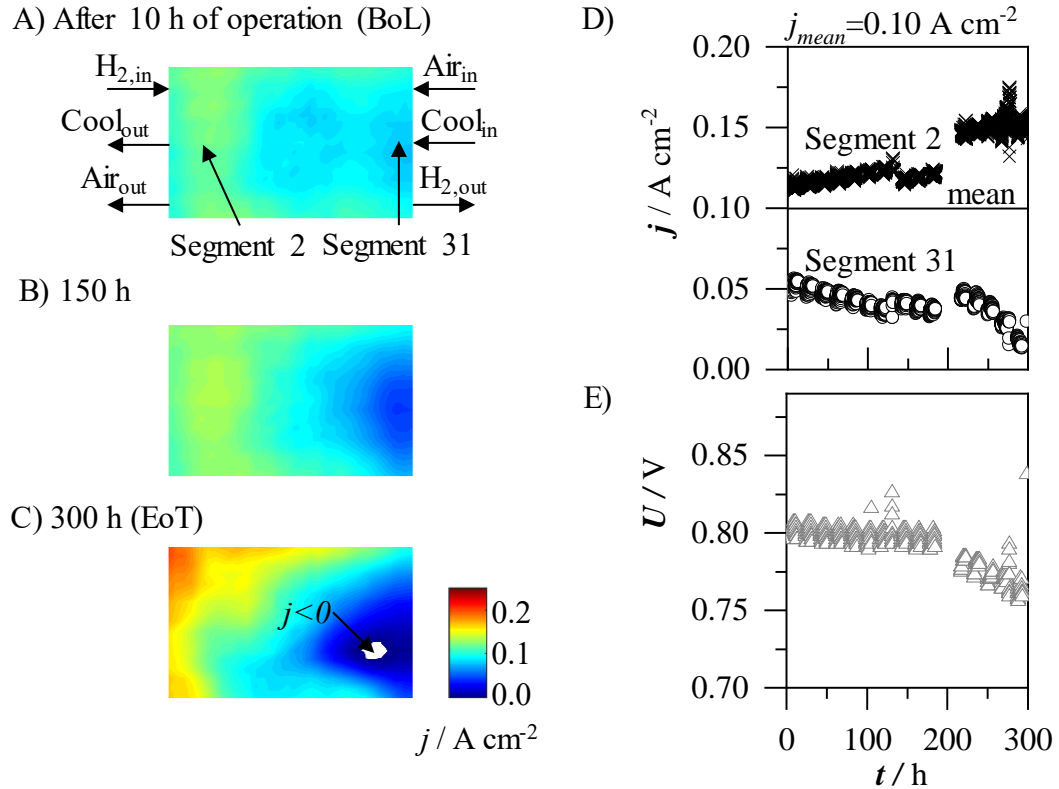 A) After 10 h of operation (BoL)
H2,in
Airin
Coolout
Coolin
Airout
H2,out
Segment 2
Segment 31
B) 150 h
C) 300 h (EoT)
j<0
0.2
0.1
0.0
j / A cm-2
D)
jmean=0.10 A cm-2
0.20
0.15
0.10
0.05
0.00
j / A cm-2
Segment 2
mean
Segment 31
E)
0.85
0.80
0.75
0.70
U / V
0
100
200
300
t / h